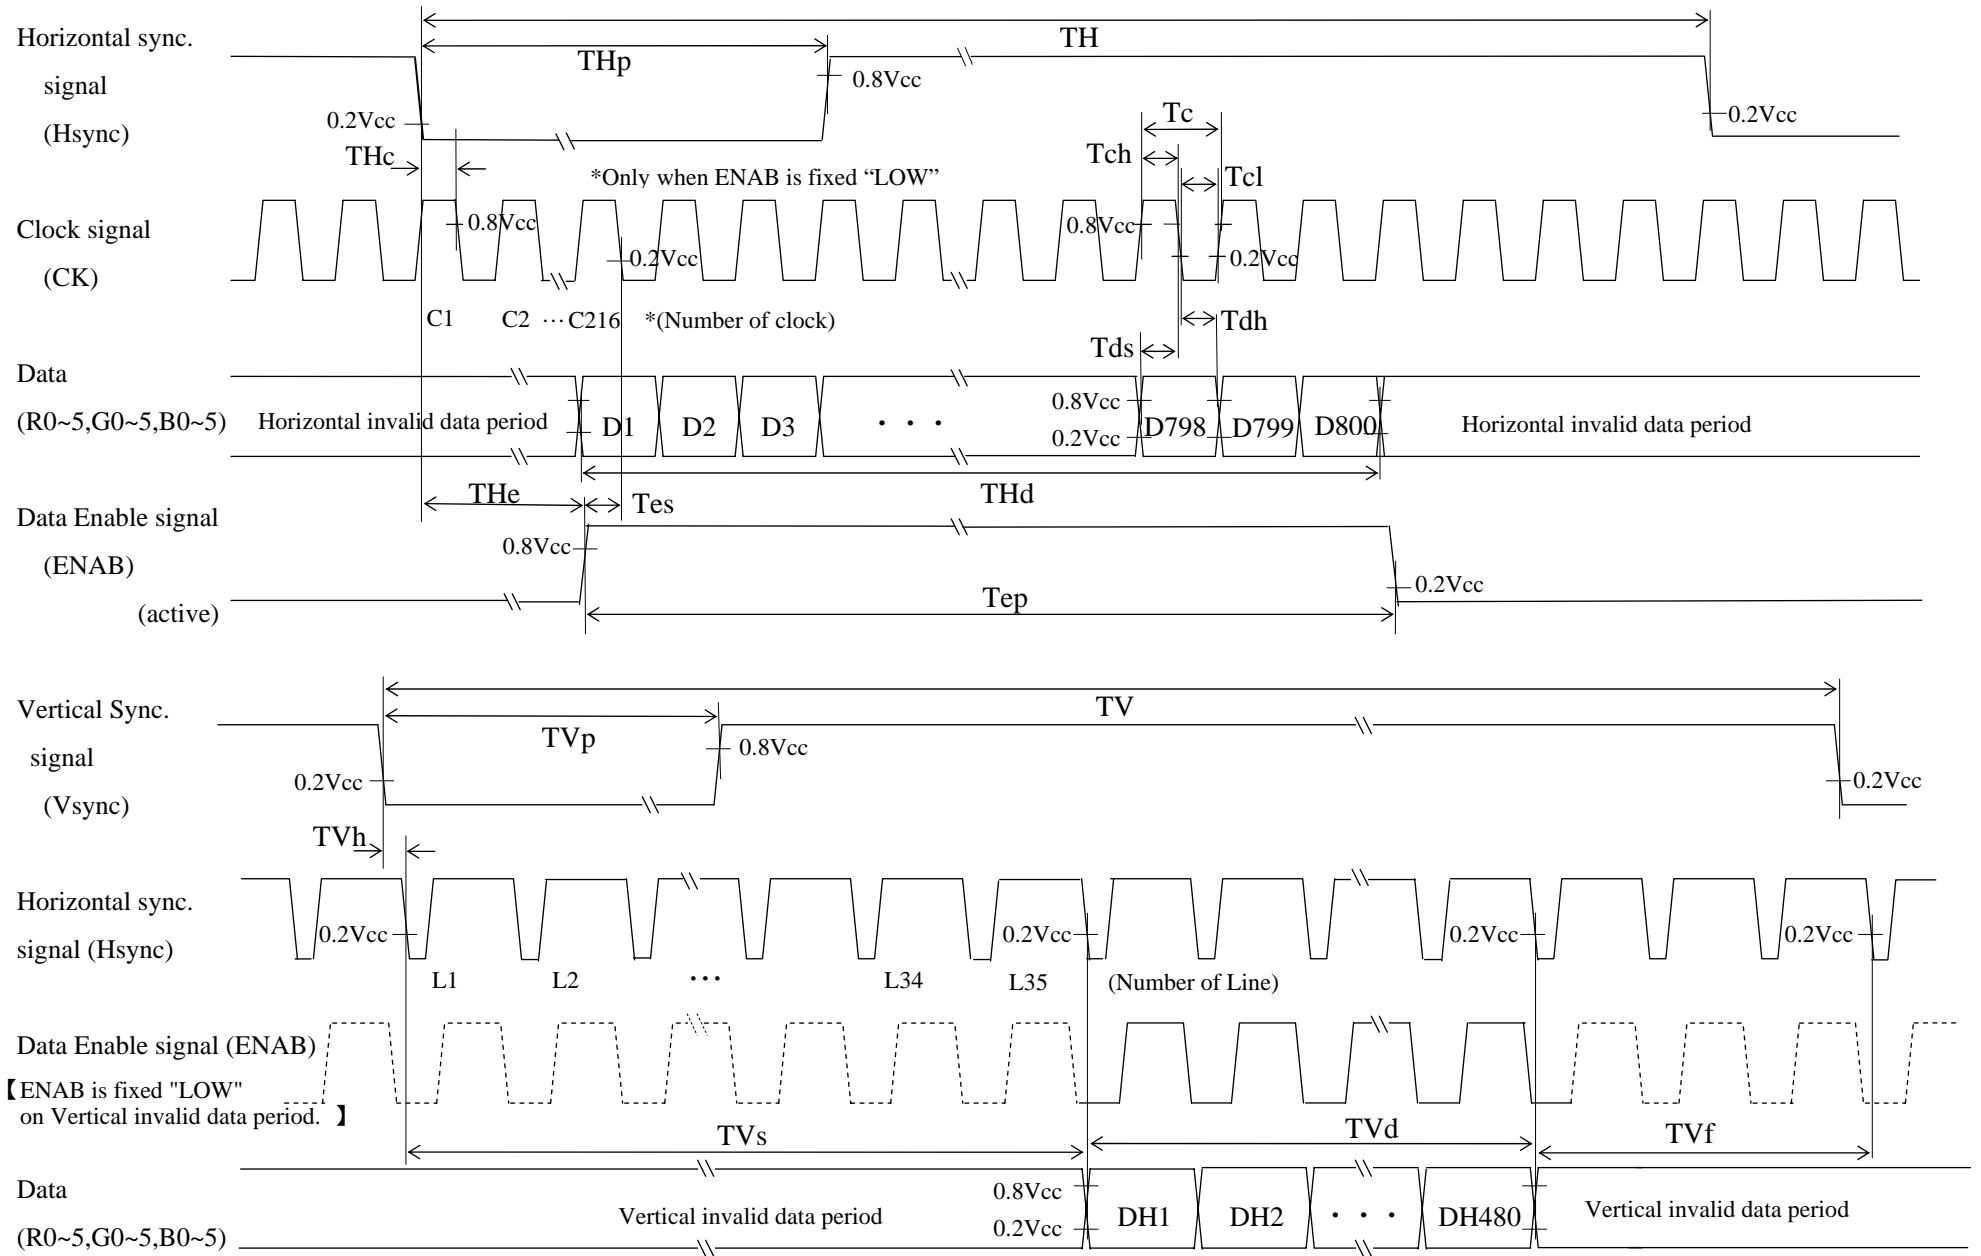 TH
Horizontal sync.
signal
(Hsync)
THp
0.8Vcc
0.2Vcc
0.2Vcc
THc
Tc
Tch
Tcl
*Only when ENAB is fixed “LOW”
Clock signal
(CK)
0.8Vcc
0.2Vcc
0.8Vcc
0.2Vcc
C1 C2 ···C216 *(Number of clock)
Tdh
Tds
Data
(R0~5,G0~5,B0~5)
Horizontal invalid data period
D1 D2 D3 · · ·
0.8Vcc
0.2Vcc
D798 D799 D800
Horizontal invalid data period
THe
Tes
THd
Data Enable signal
(ENAB)
(active)
0.8Vcc
0.2Vcc
Tep
Vertical Sync.
signal
(Vsync)
TV
TVp
0.8Vcc
0.2Vcc
0.2Vcc
TVh
Horizontal sync.
signal (Hsync)
0.2Vcc
0.2Vcc
0.2Vcc
0.2Vcc
L1 L2 ··· L34 L35 (Number of Line)
Data Enable signal (ENAB)
【ENAB is fixed "LOW"
on Vertical invalid data period. 】
TVs
TVd
TVf
Data
(R0~5,G0~5,B0~5)
Vertical invalid data period
0.8Vcc
0.2Vcc
DH1 DH2 · · · DH480
Vertical invalid data period